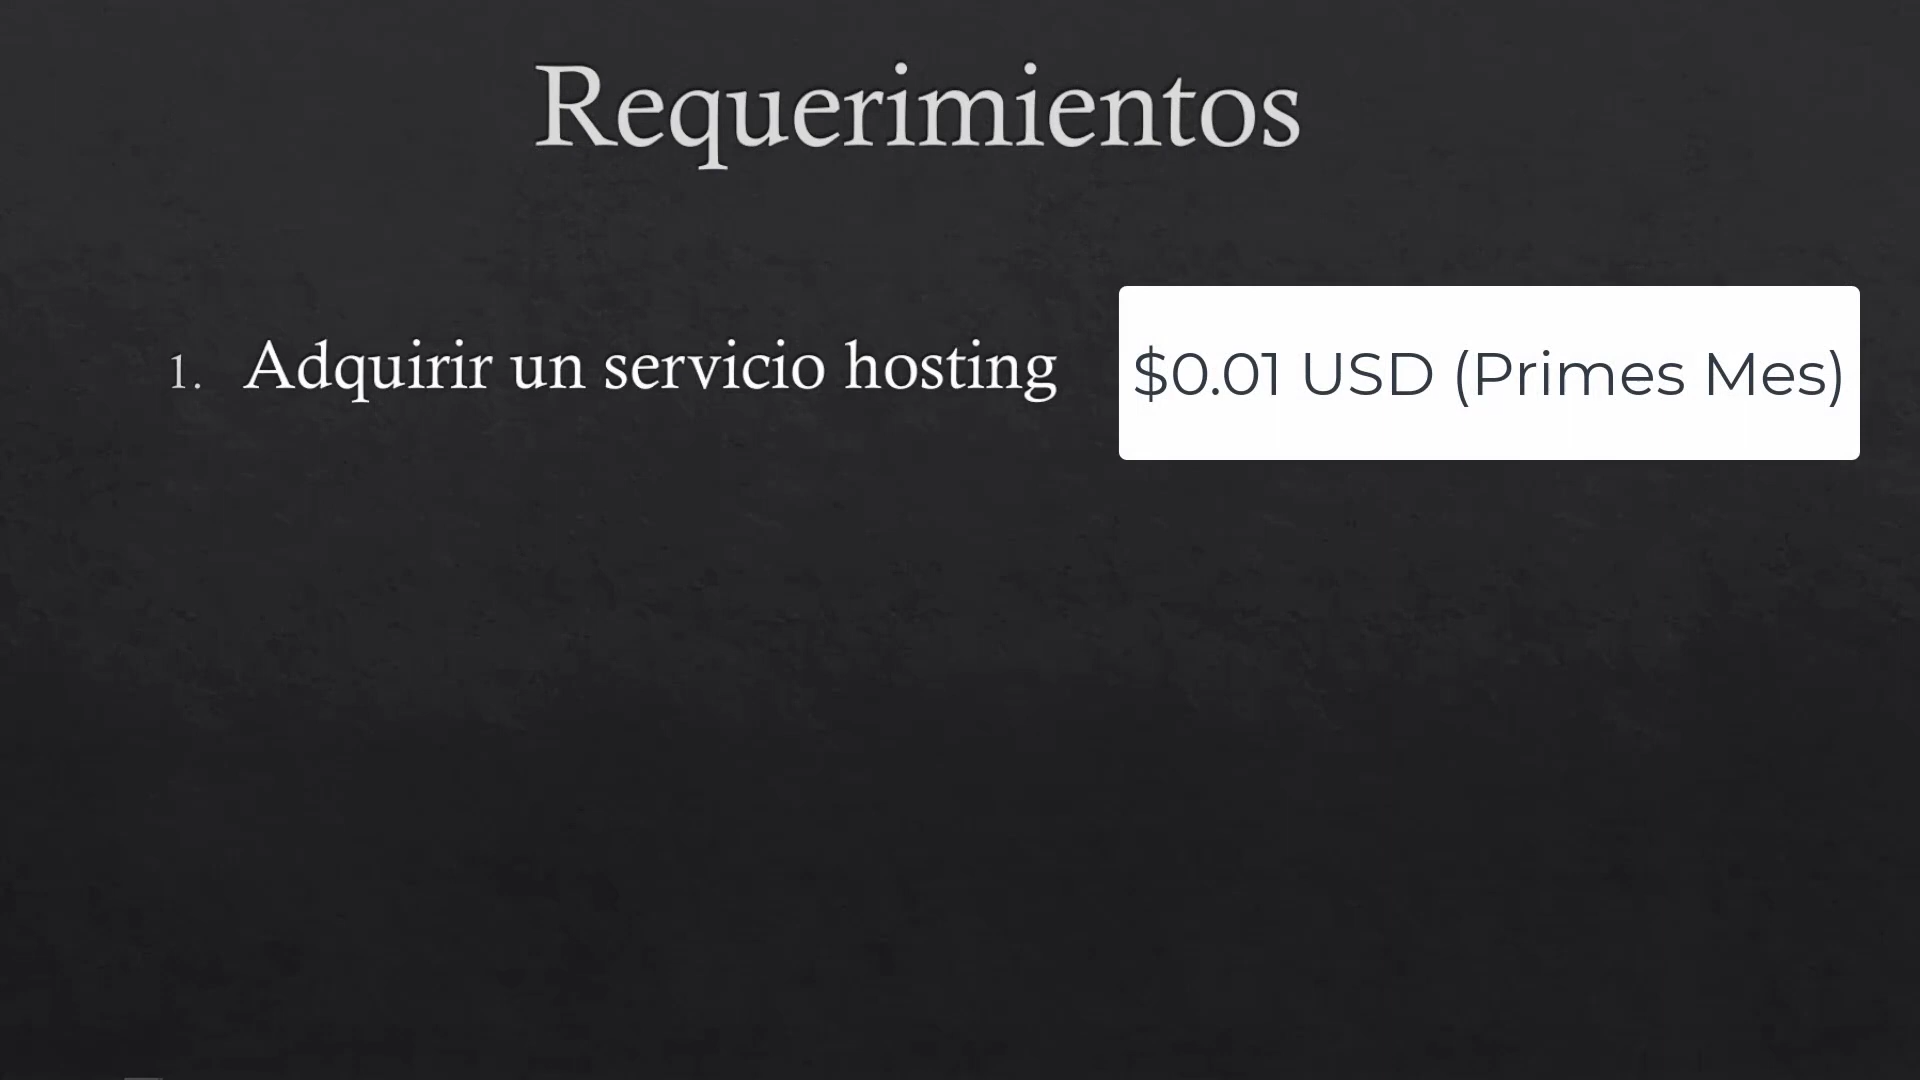 Requerimientos
1. Adquirir un servicio hosting
$0.01 USD (Primes Mes)